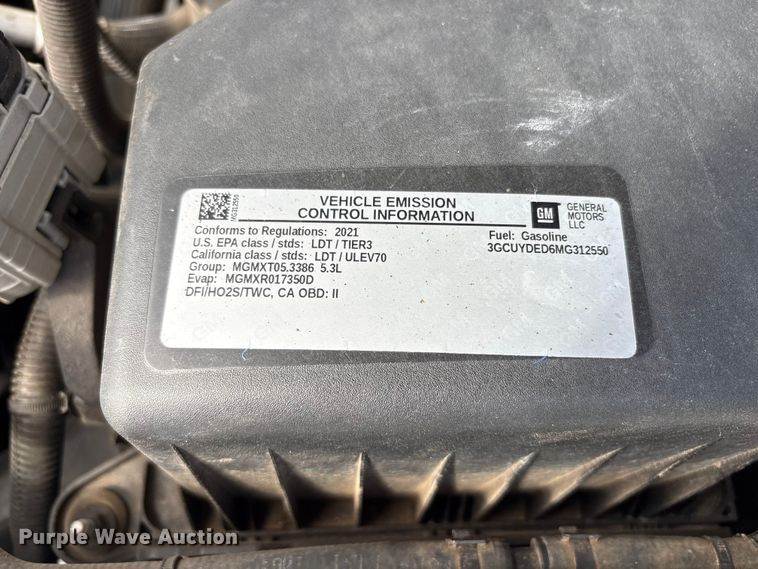 VEHICLE EMISSION
CONTROL INFORMATION
GM
GENERAL
MOTORS
LLC
MG312550
Conforms to Regulations: 2021
Fuel: Gasoline
U.S. EPA class / stds: LDT / TIER3
3GCUYDED6MG312550
California class / stds: LDT / ULEV70
Group: MGMXT05.3386 5.3L
Evap: MGMXR017350D
DFI/HO2S/TWC, CA OBD: II
Purple Wave Auction